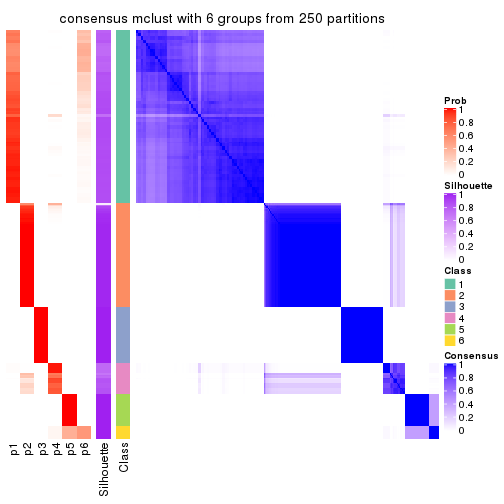 consensus mclust with 6 groups from 250 partitions
Prob
1
0.8
0.6
0.4
0.2
0
Silhouette
1
0.8
0.6
0.4
0.2
0
Class
1
2
3
4
5
6
Consensus
1
0.8
0.6
0.4
0.2
0
p1
p2
p3
p4
p5
p6
Silhouette
Class